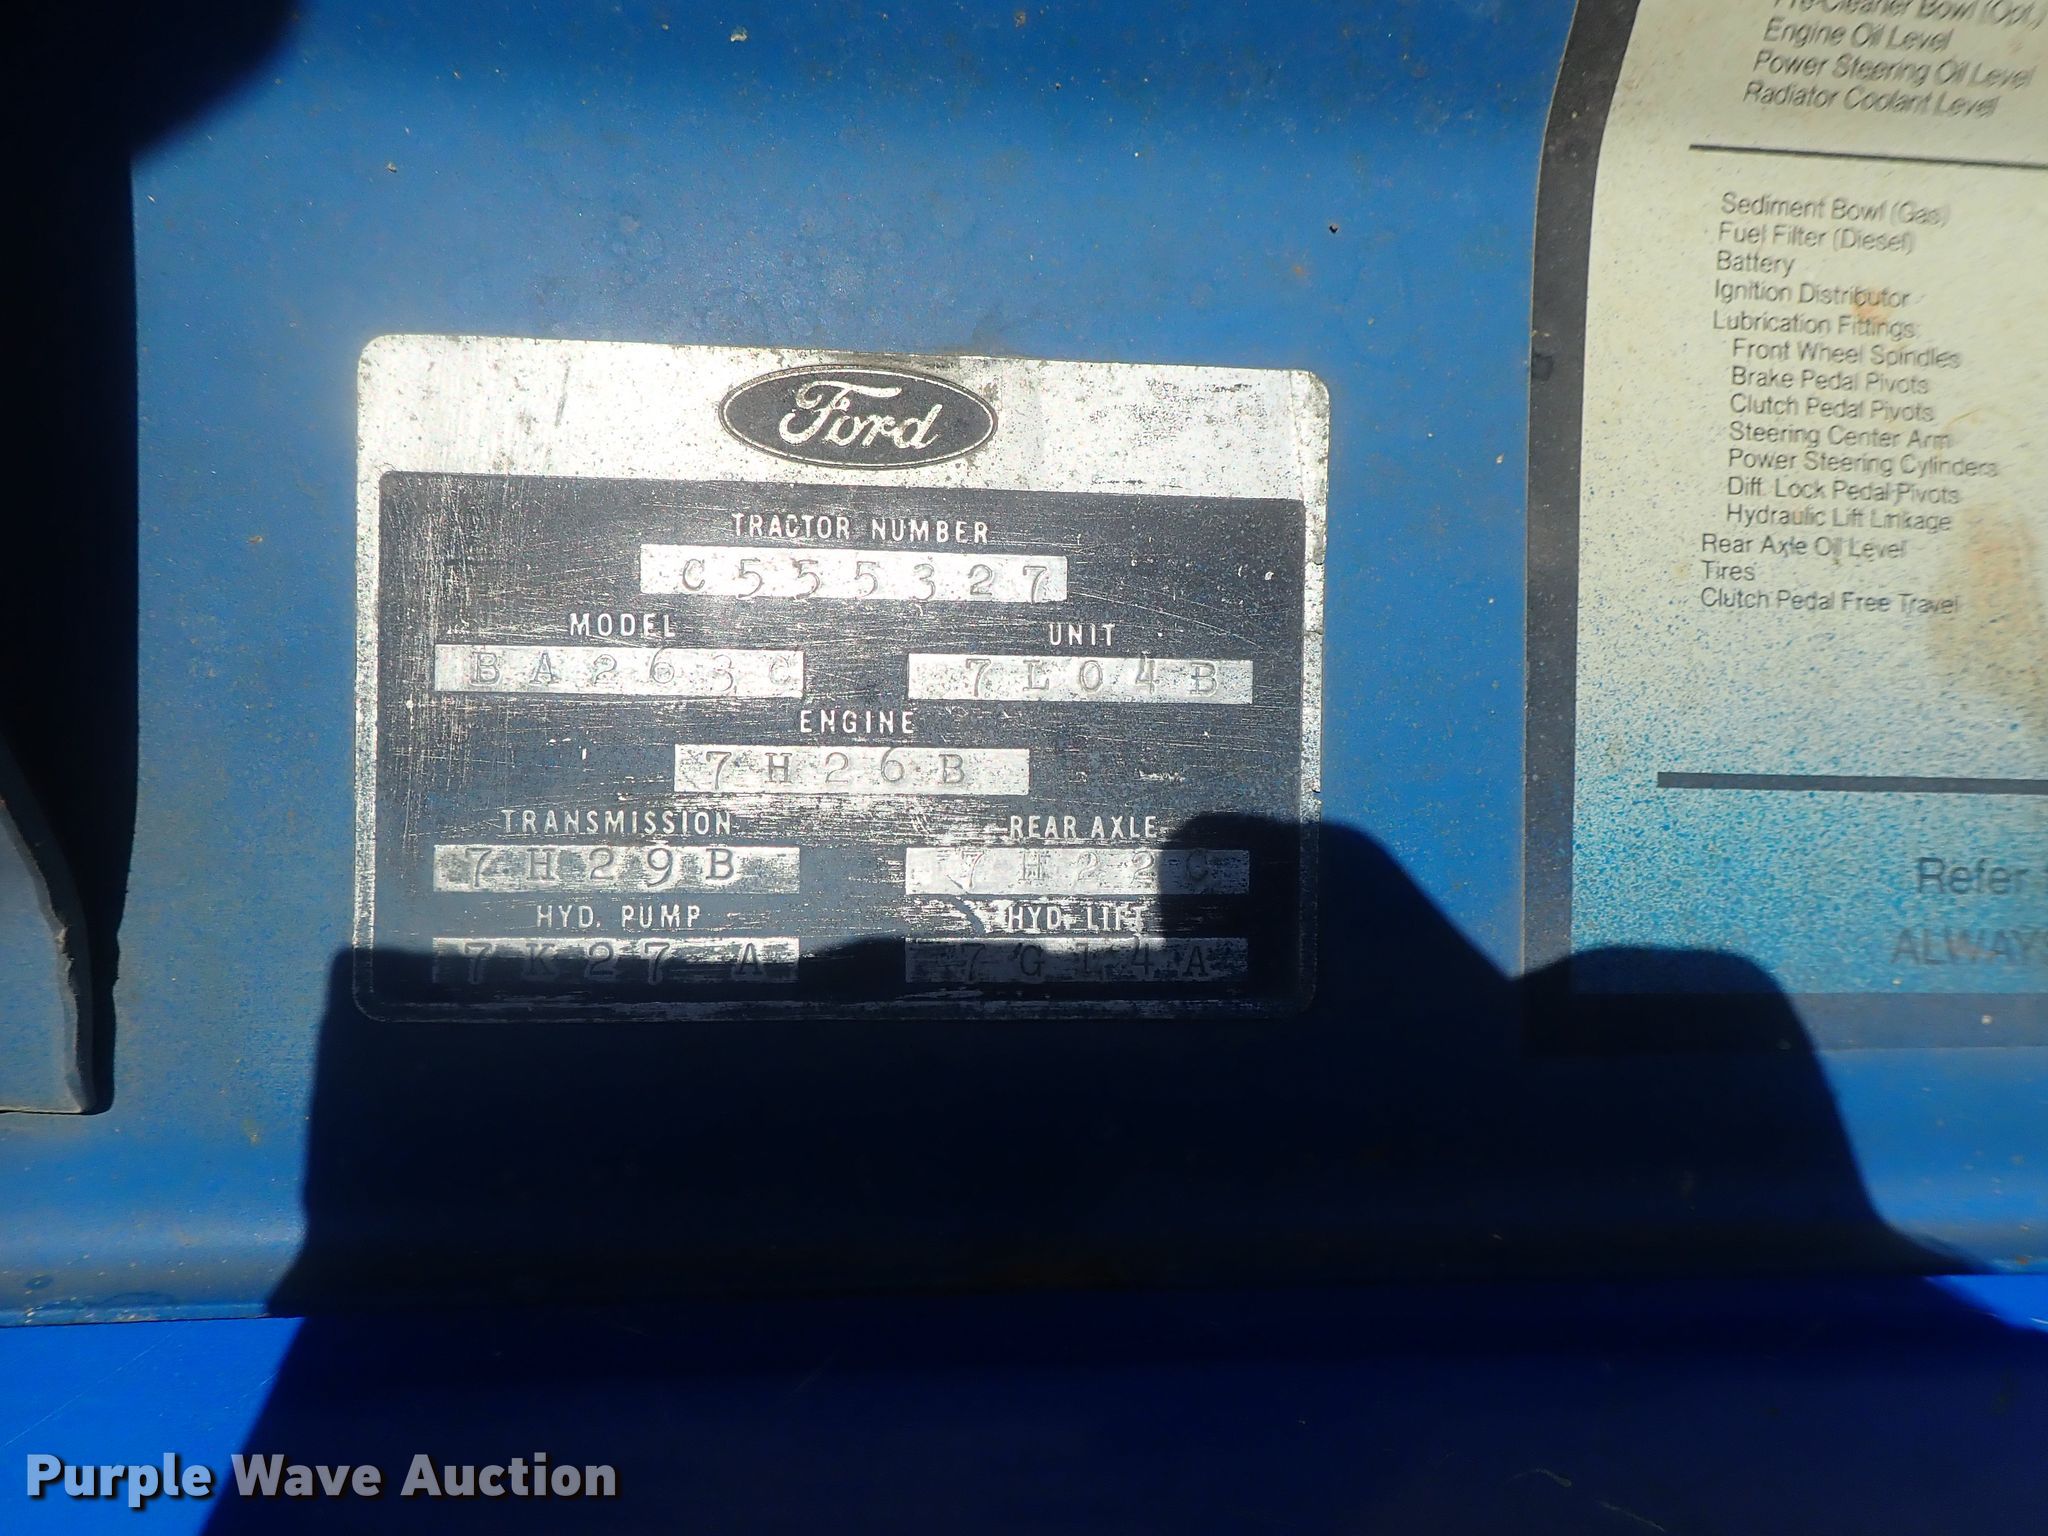 Ford
TRACTOR NUMBER
C555327
MODEL UNIT
BA263C 7L04B
ENGINE
7H26B
TRANSMISSION REAR AXLE
7H29B 7H22C
HYD. PUMP HYD. LIFT
7K27 A 7G14A
Pre-Cleaner Bowl (Opt.)
Engine Oil Level
Power Steering Oil Level
Radiator Coolant Level
Sediment Bowl (Gas)
Fuel Filter (Diesel)
Battery
Ignition Distributor
Lubrication Fittings:
Front Wheel Spindles
Brake Pedal Pivots
Clutch Pedal Pivots
Steering Center Arm
Power Steering Cylinders
Diff. Lock Pedal Pivots
Hydraulic Lift Linkage
Rear Axle Oil Level
Tires
Clutch Pedal Free Travel
Refer
ALWAYS
Purple Wave Auction